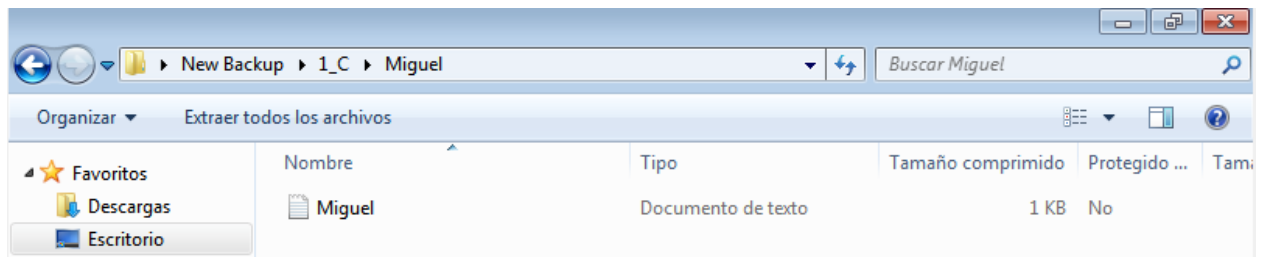 New Backup ▸ 1_C ▸ Miguel
Buscar Miguel
Organizar
Extraer todos los archivos
Favoritos
Descargas
Escritorio
Nombre
Tipo
Tamaño comprimido
Protegido ...
Miguel
Documento de texto
1 KB
No